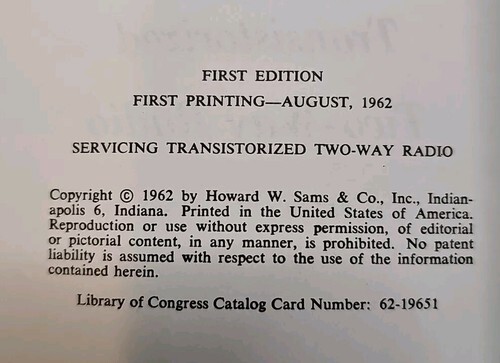 FIRST EDITION
FIRST PRINTING—AUGUST, 1962
SERVICING TRANSISTORIZED TWO-WAY RADIO
Copyright © 1962 by Howard W. Sams & Co., Inc., Indian-
apolis 6, Indiana. Printed in the United States of America.
Reproduction or use without express permission, of editorial
or pictorial content, in any manner, is prohibited. No patent
liability is assumed with respect to the use of the information
contained herein.
Library of Congress Catalog Card Number: 62-19651